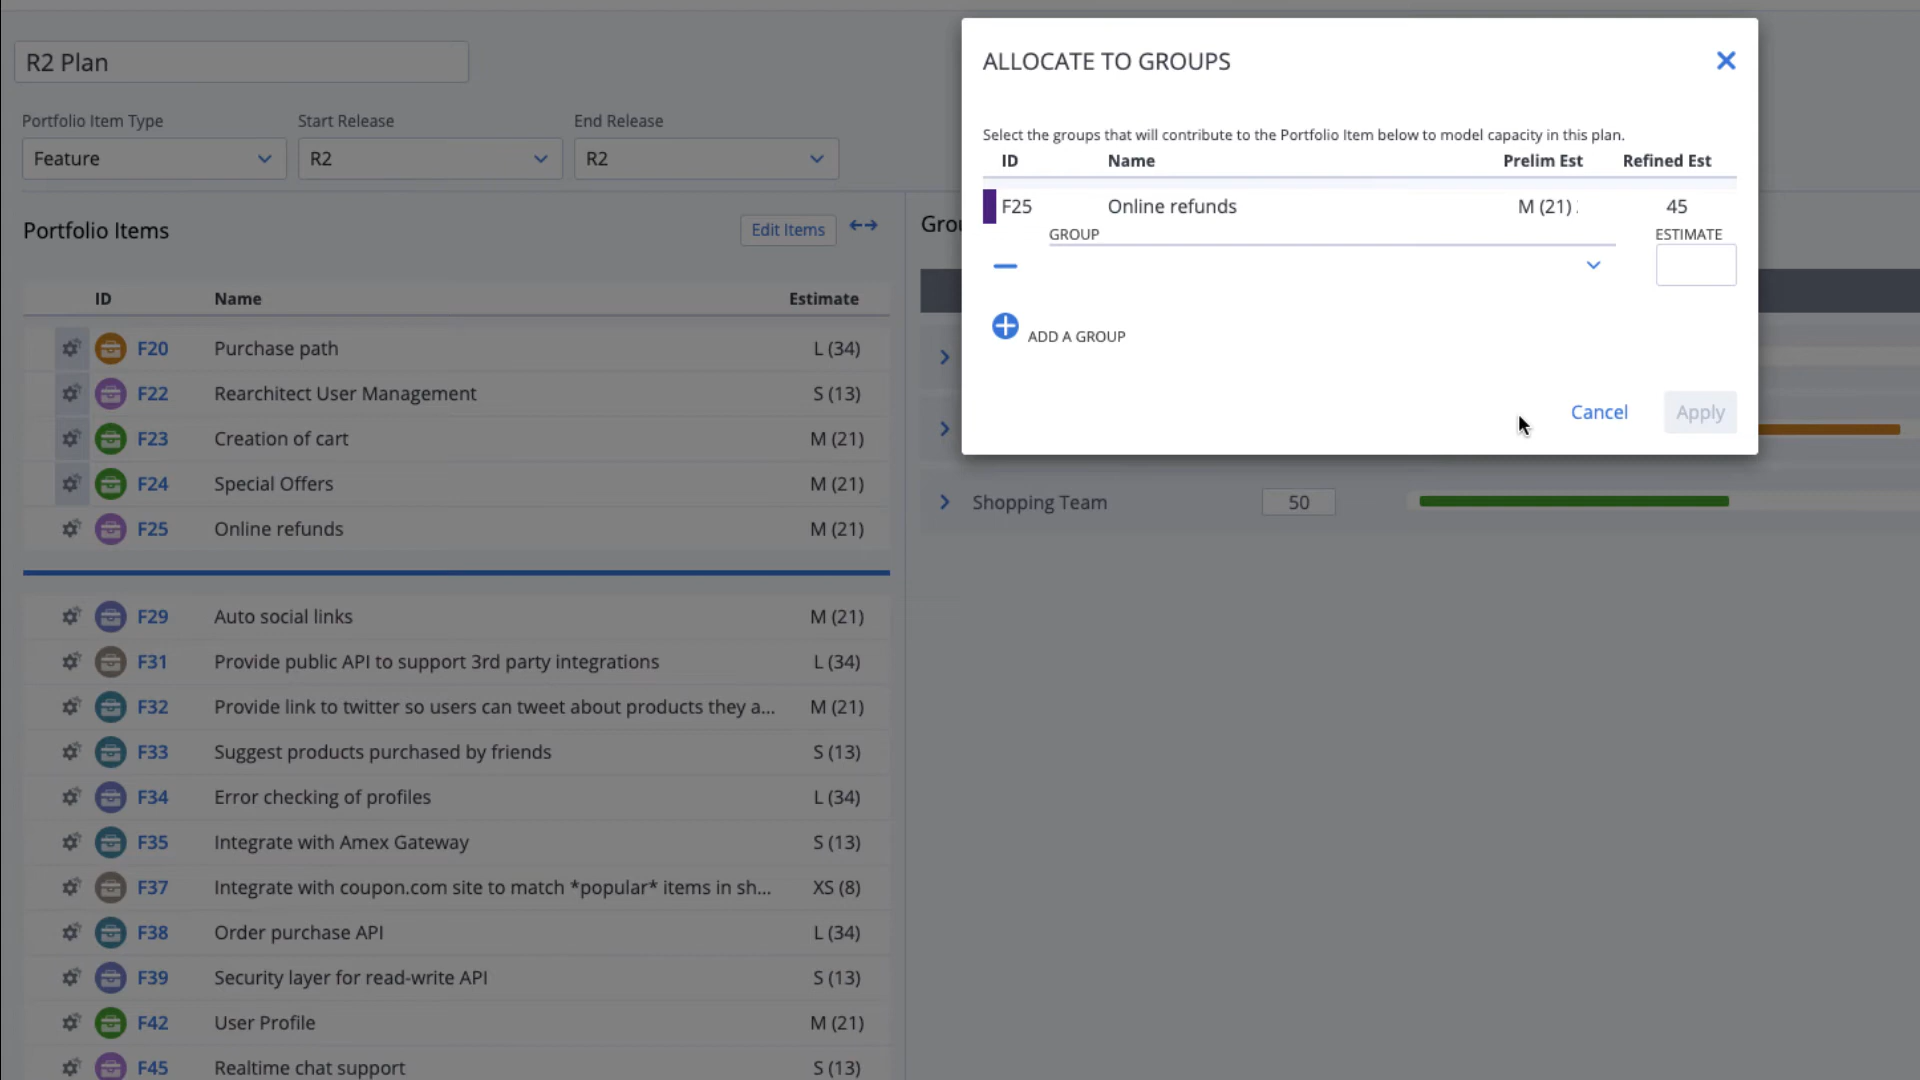 R2 Plan
Portfolio Item Type
Start Release
End Release
Feature
R2
R2
Portfolio Items
Edit Items
ID Name Estimate
F20 Purchase path L (34)
F22 Rearchitect User Management S (13)
F23 Creation of cart M (21)
F24 Special Offers M (21)
F25 Online refunds M (21)
F29 Auto social links M (21)
F31 Provide public API to support 3rd party integrations L (34)
F32 Provide link to twitter so users can tweet about products they a... M (21)
F33 Suggest products purchased by friends S (13)
F34 Error checking of profiles L (34)
F35 Integrate with Amex Gateway S (13)
F37 Integrate with coupon.com site to match *popular* items in sh... XS (8)
F38 Order purchase API L (34)
F39 Security layer for read-write API S (13)
F42 User Profile M (21)
F45 Realtime chat support S (13)
ALLOCATE TO GROUPS
Select the groups that will contribute to the Portfolio Item below to model capacity in this plan.
ID Name Prelim Est Refined Est
F25 Online refunds M (21) 45
GROUP ESTIMATE
ADD A GROUP
Cancel Apply
Shopping Team 50